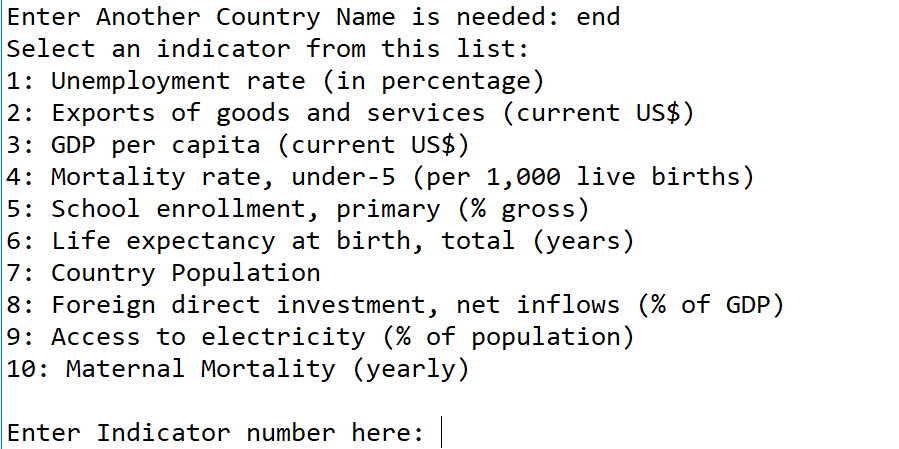 Enter Another Country Name is needed: end
Select an indicator from this list:
1: Unemployment rate (in percentage)
2: Exports of goods and services (current US$)
3: GDP per capita (current US$)
4: Mortality rate, under-5 (per 1,000 live births)
5: School enrollment, primary (% gross)
6: Life expectancy at birth, total (years)
7: Country Population
8: Foreign direct investment, net inflows (% of GDP)
9: Access to electricity (% of population)
10: Maternal Mortality (yearly)
Enter Indicator number here: